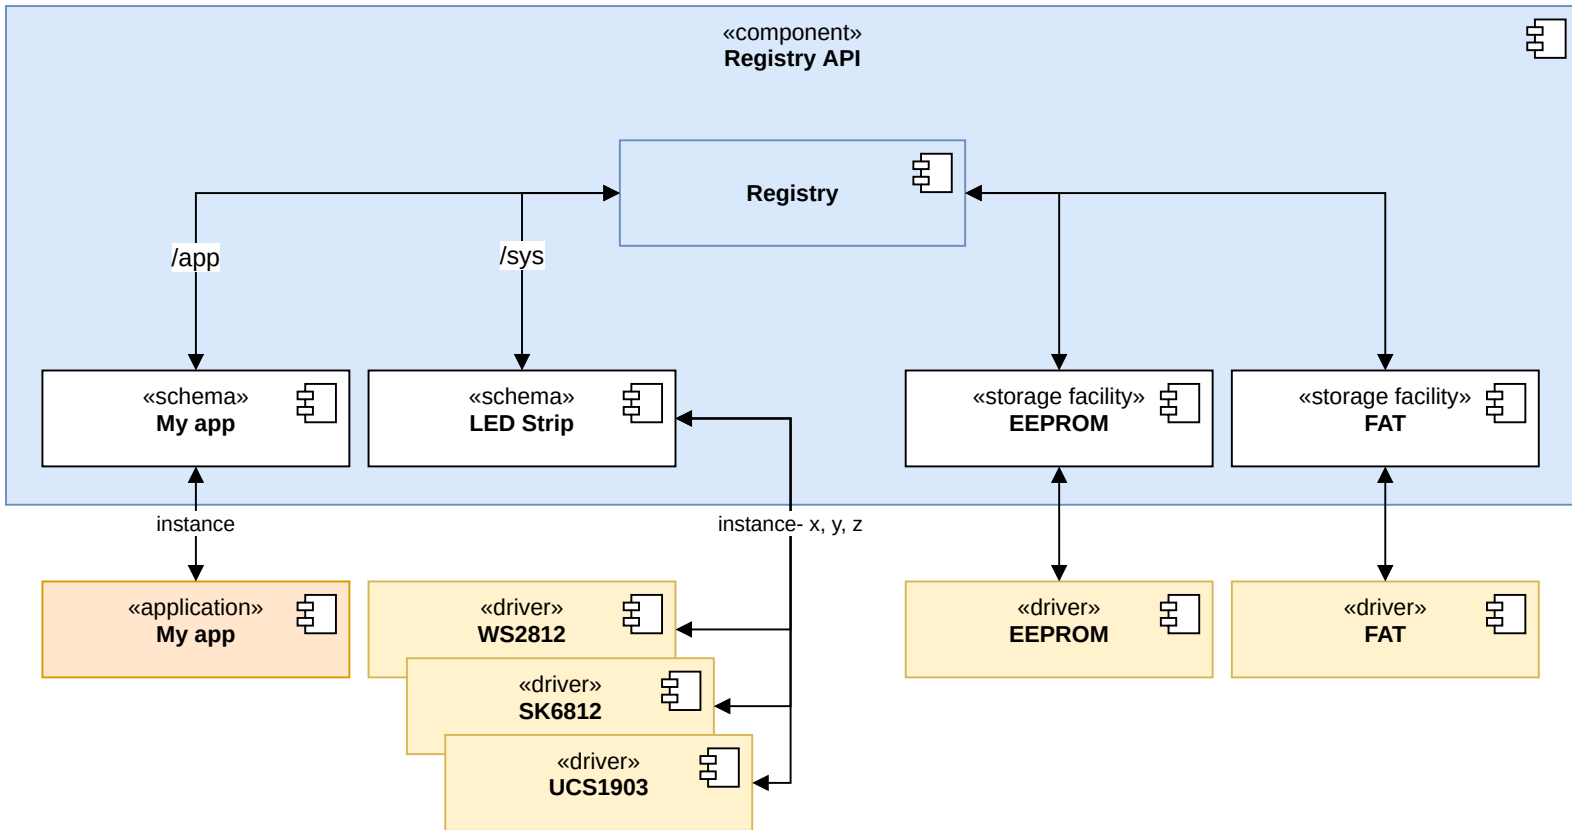 «component»
Registry API
Registry
/app
/sys
«schema»
My app
«schema»
LED Strip
«storage facility»
EEPROM
«storage facility»
FAT
instance
instance- x, y, z
«application»
My app
«driver»
WS2812
«driver»
SK6812
«driver»
UCS1903
«driver»
EEPROM
«driver»
FAT